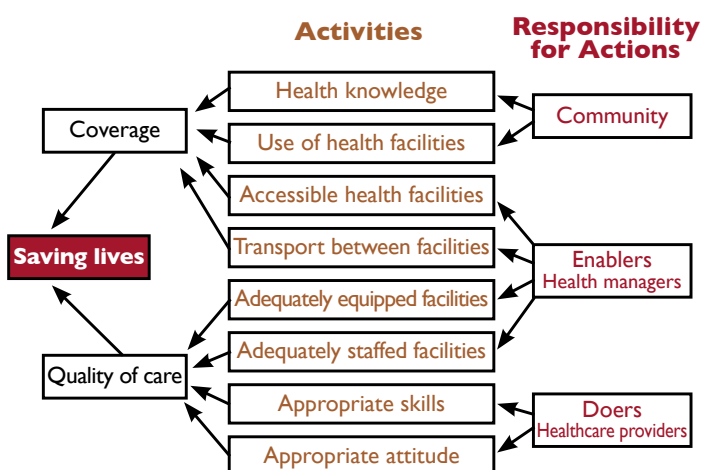 Activities
Responsibility
for Actions
Health knowledge
Community
Coverage
Use of health facilities
Accessible health facilities
Saving lives
Transport between facilities
Enablers
Health managers
Adequately equipped facilities
Adequately staffed facilities
Quality of care
Appropriate skills
Doers
Healthcare providers
Appropriate attitude